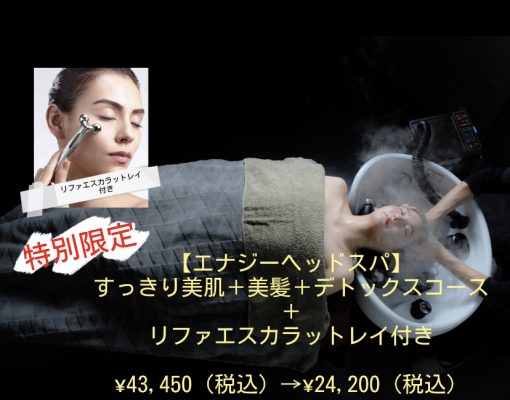 リファエスカラットレイ
付き
特別限定
【エナジーヘッドスパ】
すっきり美肌＋美髪＋デトックスコース
＋
リファエスカラットレイ付き
¥43,450（税込）→¥24,200（税込）